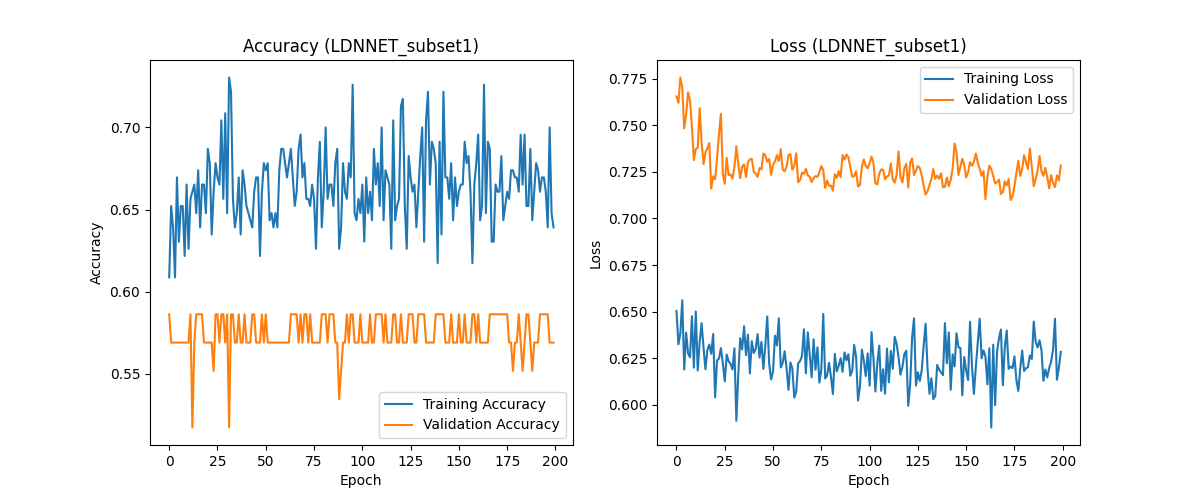 Accuracy (LDNNET_subset1)
Accuracy
0.70
0.65
0.60
0.55
Training Accuracy
Validation Accuracy
0 25 50 75 100 125 150 175 200
Epoch
Loss (LDNNET_subset1)
Loss
0.775
0.750
0.725
0.700
0.675
0.650
0.625
0.600
Training Loss
Validation Loss
0 25 50 75 100 125 150 175 200
Epoch